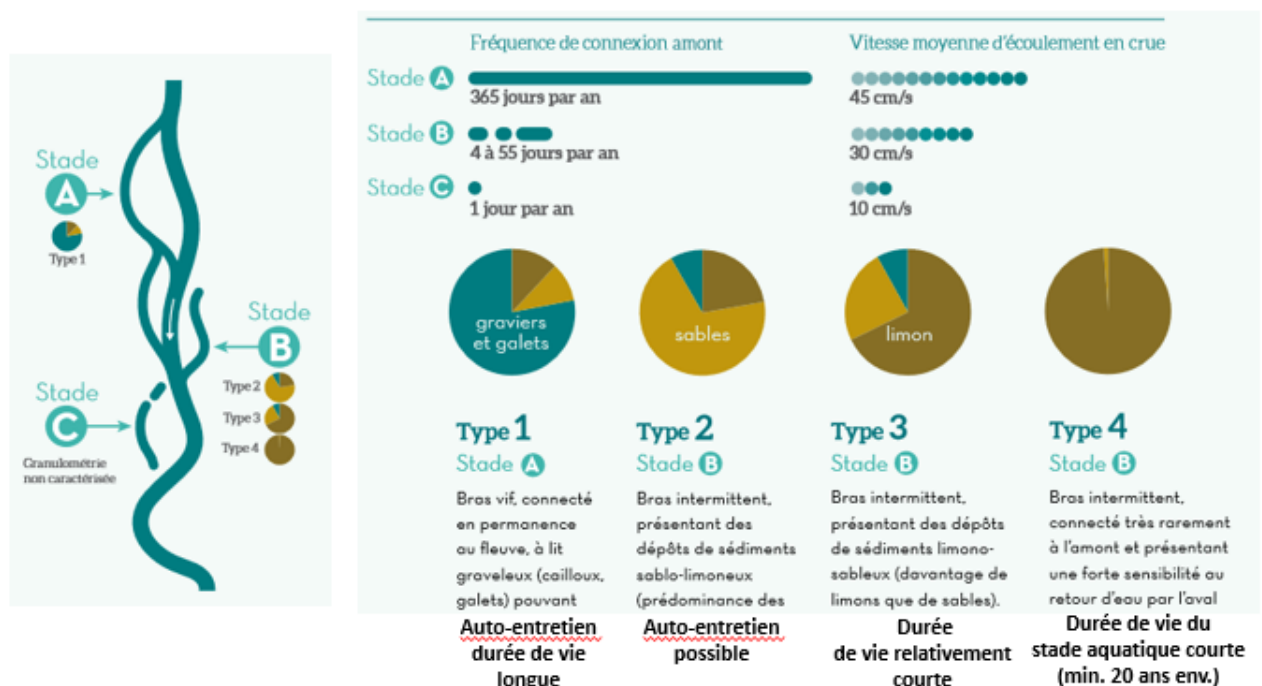 Stade
A
Type 1
Stade
B
Type 2
Type 3
Type 4
Stade
C
Granulométrie
non caractérisée
Fréquence de connexion amont
Vitesse moyenne d'écoulement en crue
Stade A
365 jours par an
45 cm/s
Stade B
4 à 55 jours par an
30 cm/s
Stade C
1 jour par an
10 cm/s
graviers
et galets
sables
limon
Type 1
Stade A
Bras vif, connecté
en permanence
au fleuve, à lit
graveleux (cailloux,
galets) pouvant
Auto-entretien
durée de vie
longue
Type 2
Stade B
Bras intermittent,
présentant des
dépôts de sédiments
sablo-limoneux
(prédominance des
Auto-entretien
possible
Type 3
Stade B
Bras intermittent,
présentant des dépôts
de sédiments limono-
sableux (davantage de
limons que de sables).
Durée
de vie relativement
courte
Type 4
Stade B
Bras intermittent,
connecté très rarement
à l'amont et présentant
une forte sensibilité au
retour d'eau par l'aval
Durée de vie du
stade aquatique courte
(min. 20 ans env.)